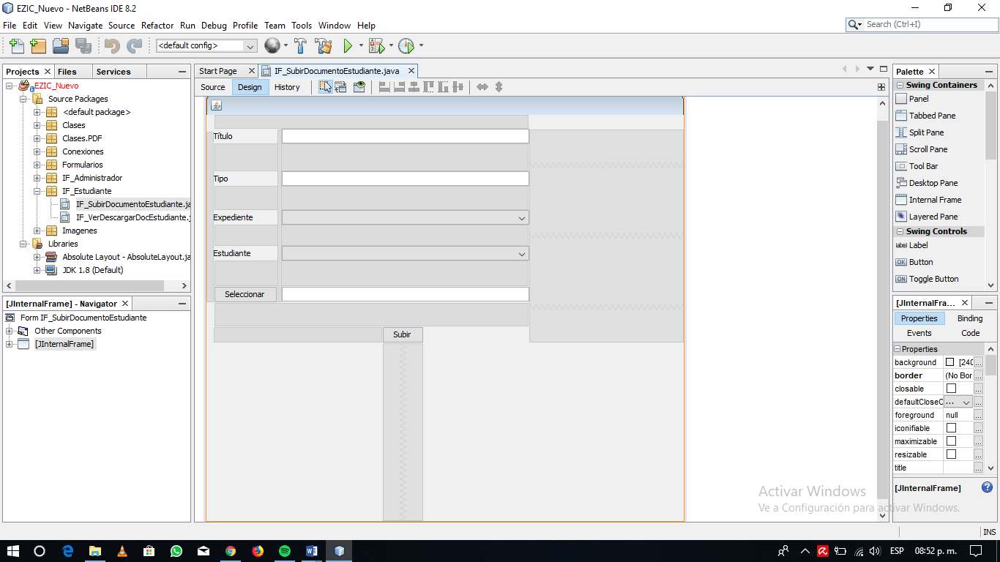 EZIC_Nuevo - NetBeans IDE 8.2
File Edit View Navigate Source Refactor Run Debug Profile Team Tools Window Help
Search (Ctrl+I)
<default config>
Projects Files Services
EZIC_Nuevo
Source Packages
<default package>
Clases
Clases.PDF
Conexiones
Formularios
IF_Administrador
IF_Estudiante
IF_SubirDocumentoEstudiante.ja
IF_VerDescargarDocEstudiante.j
Imagenes
Libraries
Absolute Layout - AbsoluteLayout.ja
JDK 1.8 (Default)
[JInternalFrame] - Navigator
Form IF_SubirDocumentoEstudiante
Other Components
[JInternalFrame]
Start Page IF_SubirDocumentoEstudiante.java
Source Design History
Título
Tipo
Expediente
Estudiante
Seleccionar
Subir
Palette
Swing Containers
Panel
Tabbed Pane
Split Pane
Scroll Pane
Tool Bar
Desktop Pane
Internal Frame
Layered Pane
Swing Controls
label Label
OK Button
ON Toggle Button
[JInternalFra...
Properties Binding
Events Code
Properties
background [240
border (No Bor
closable
defaultCloseO ...
foreground null
iconifiable
maximizable
resizable
title
[JInternalFrame]
Activar Windows
Ve a Configuración para activar Windows.
INS
ESP 08:52 p. m.